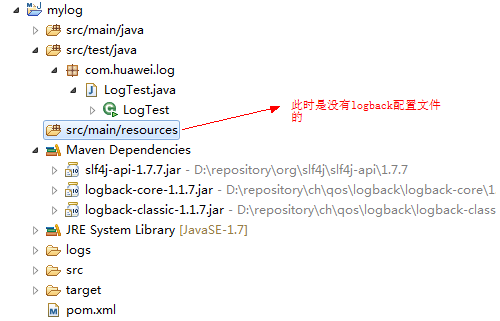 mylog
src/main/java
src/test/java
com.huawei.log
LogTest.java
LogTest
此时是没有logback配置文件
的
src/main/resources
Maven Dependencies
slf4j-api-1.7.7.jar - D:\repository\org\slf4j\slf4j-api\1.7.7
logback-core-1.1.7.jar - D:\repository\ch\qos\logback\logback-core\1
logback-classic-1.1.7.jar - D:\repository\ch\qos\logback\logback-class
JRE System Library [JavaSE-1.7]
logs
src
target
pom.xml